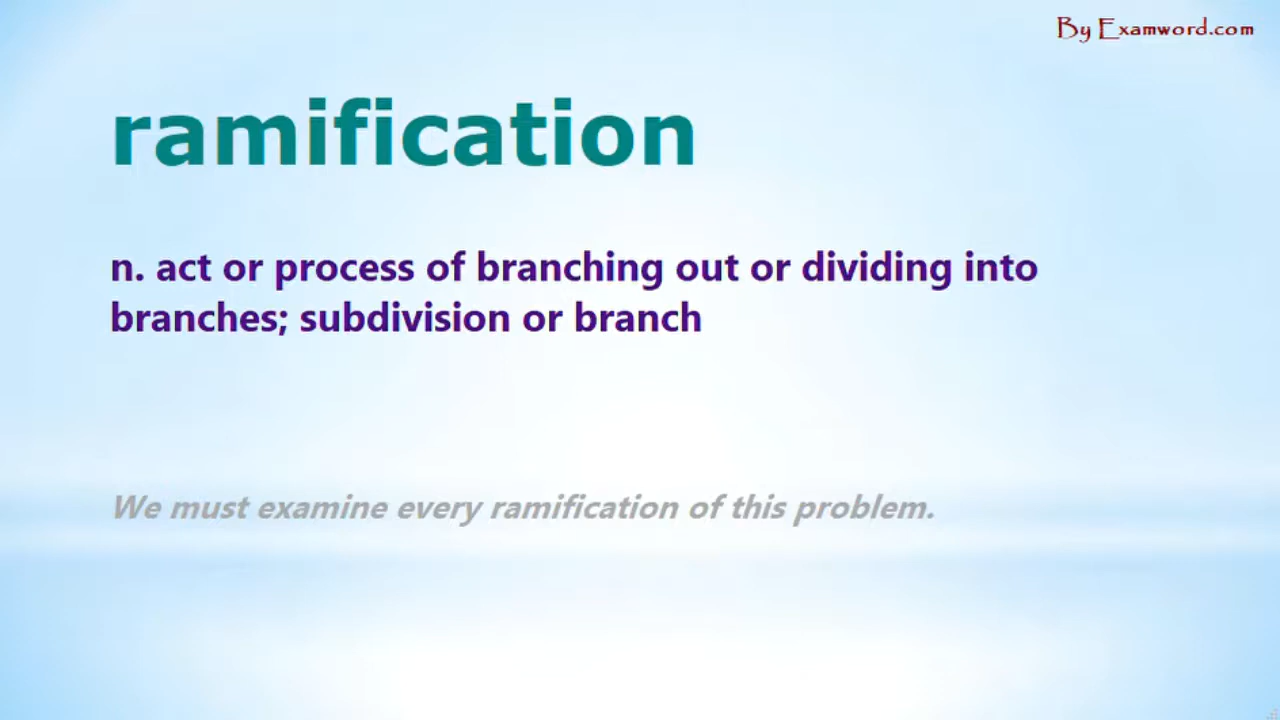 By Examword.com
ramification
n. act or process of branching out or dividing into
branches; subdivision or branch
We must examine every ramification of this problem.